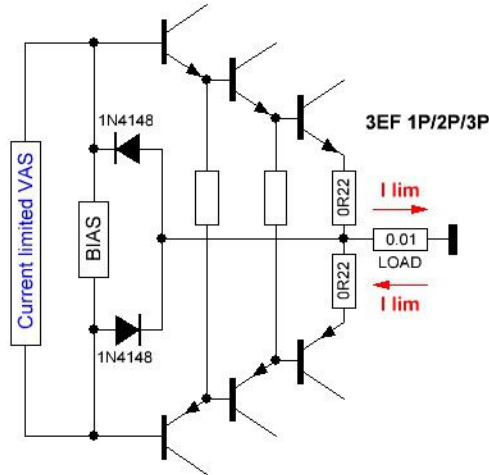 1N4148
3EF 1P/2P/3P
Current limited VAS
BIAS
0R22
I lim
0.01
LOAD
0R22
I lim
1N4148